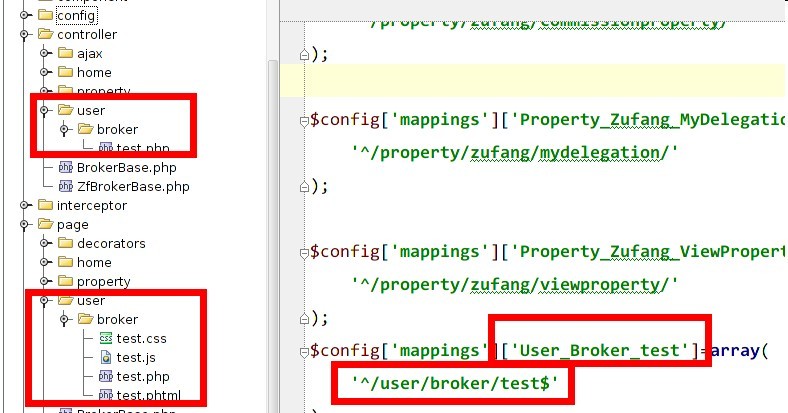 component
config
controller
ajax
home
property
user
broker
test.php
BrokerBase.php
ZfBrokerBase.php
interceptor
page
decorators
home
property
user
broker
test.css
test.js
test.php
test.phtml
BrokerBase.php
'^/property/zufang/commissionproperty/'
);
$config['mappings']['Property_Zufang_MyDelegatio
'^/property/zufang/mydelegation/'
);
$config['mappings']['Property_Zufang_ViewPropert
'^/property/zufang/viewproperty/'
);
$config['mappings']['User_Broker_test']=array(
'^/user/broker/test$'